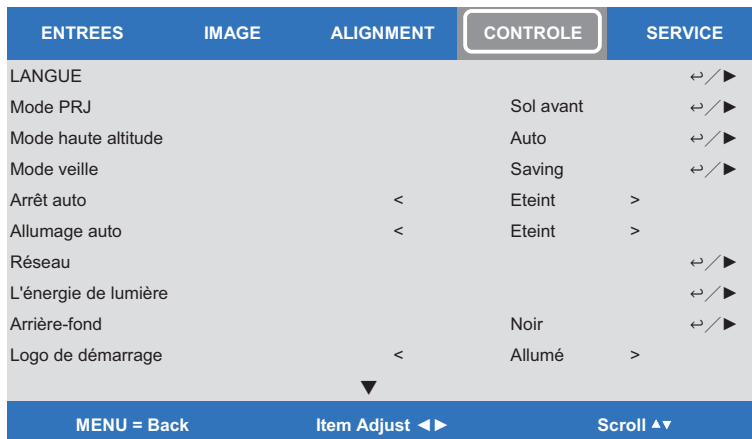 ENTREES IMAGE ALIGNMENT CONTROLE SERVICE
LANGUE ↩/▶
Mode PRJ Sol avant ↩/▶
Mode haute altitude Auto ↩/▶
Mode veille Saving ↩/▶
Arrêt auto < Eteint >
Allumage auto < Eteint >
Réseau ↩/▶
L'énergie de lumière ↩/▶
Arrière-fond Noir ↩/▶
Logo de démarrage < Allumé >
▼
MENU = Back Item Adjust ◀▶ Scroll ▲▼